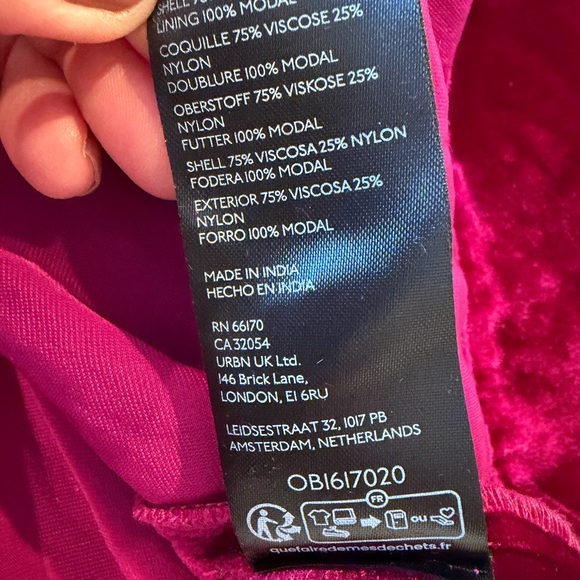 SHELL 75
LINING 100% MODAL
COQUILLE 75% VISCOSE 25%
NYLON
DOUBLURE 100% MODAL
OBERSTOFF 75% VISKOSE 25%
NYLON
FUTTER 100% MODAL
SHELL 75% VISCOSA 25% NYLON
FODERA 100% MODAL
EXTERIOR 75% VISCOSA 25%
NYLON
FORRO 100% MODAL
MADE IN INDIA
HECHO EN INDIA
RN 66170
CA 32054
URBN UK Ltd.
146 Brick Lane,
LONDON, E1 6RU
LEIDSESTRAAT 32, 1017 PB
AMSTERDAM, NETHERLANDS
OB1617020
FR
ou
quefairedemesdechets.fr